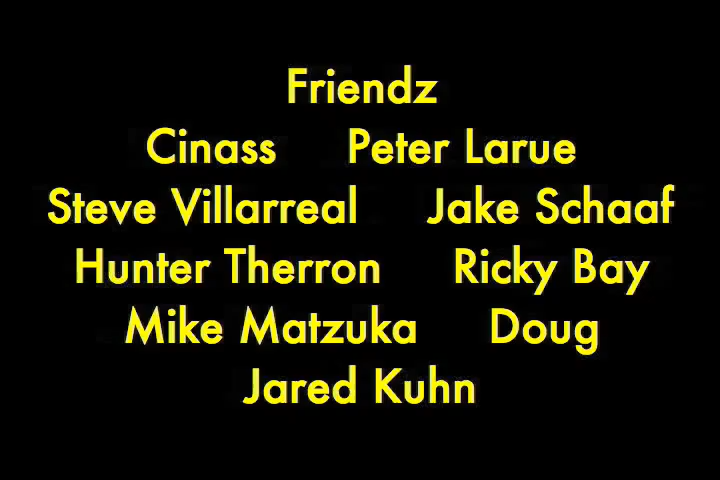 Friendz
Cinass Peter Larue
Steve Villarreal Jake Schaaf
Hunter Therron Ricky Bay
Mike Matzuka Doug
Jared Kuhn